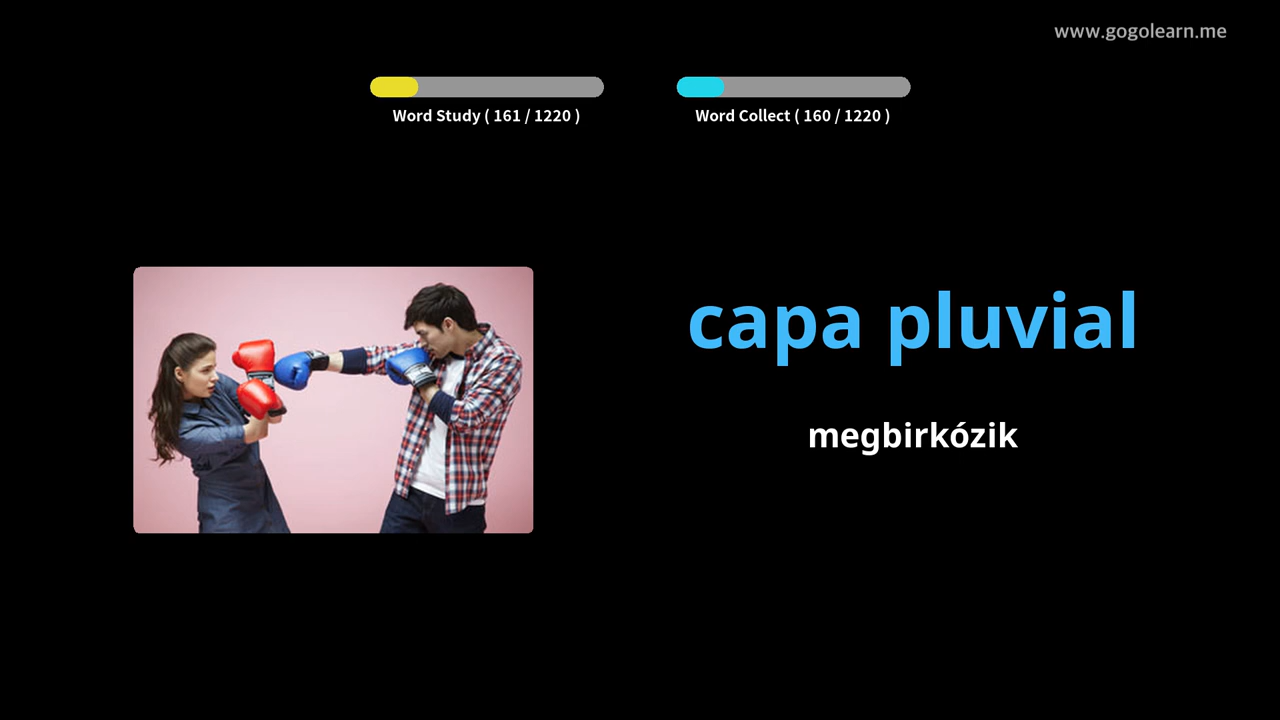 www.gogolearn.me
Word Study ( 161 / 1220 )
Word Collect ( 160 / 1220 )
capa pluvial
megbirkózik